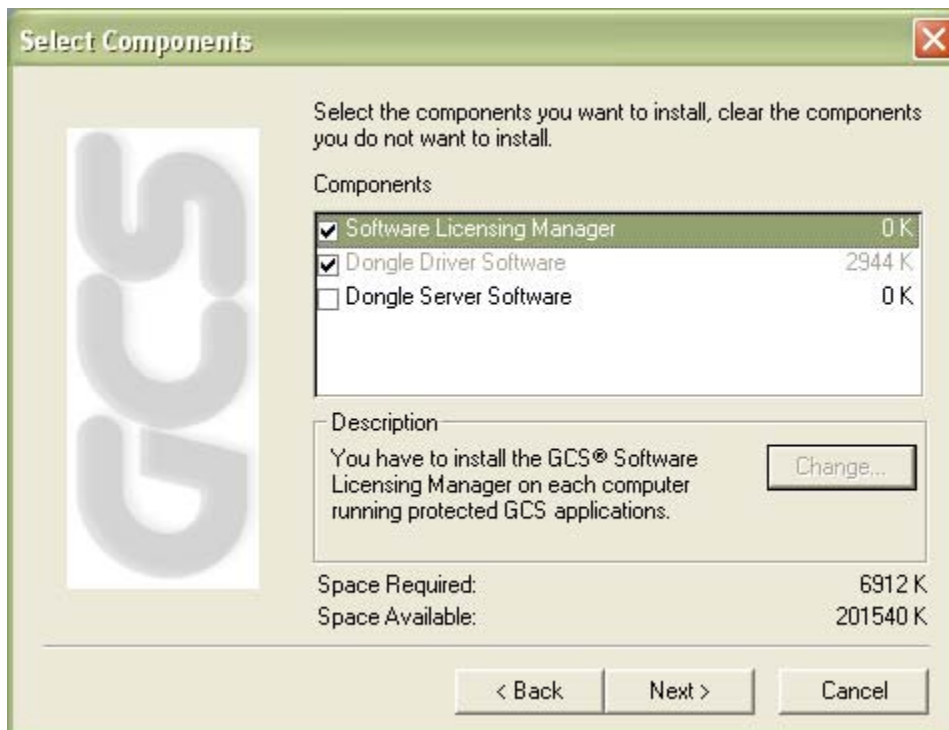 Select Components
GCS
Select the components you want to install, clear the components
you do not want to install.
Components
Software Licensing Manager 0 K
Dongle Driver Software 2944 K
Dongle Server Software 0 K
Description
You have to install the GCS® Software
Licensing Manager on each computer
running protected GCS applications.
Change...
Space Required: 6912 K
Space Available: 201540 K
< Back Next > Cancel